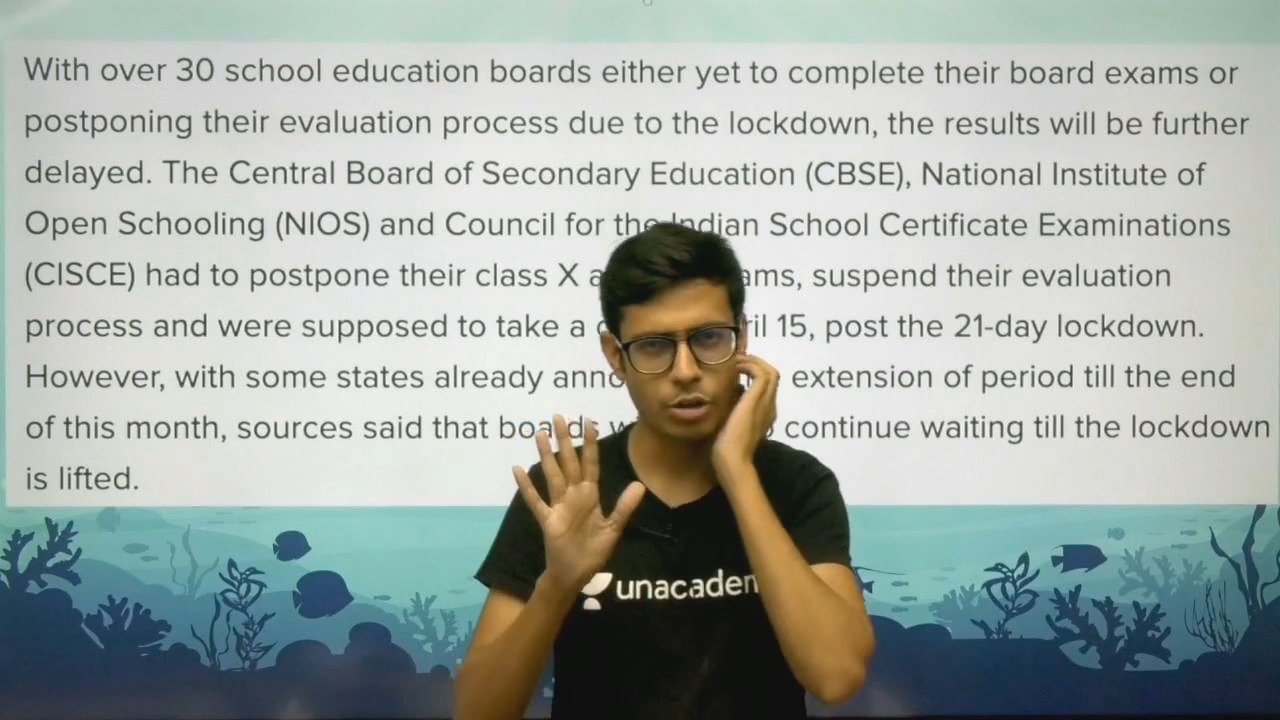 With over 30 school education boards either yet to complete their board exams or
postponing their evaluation process due to the lockdown, the results will be further
delayed. The Central Board of Secondary Education (CBSE), National Institute of
Open Schooling (NIOS) and Council for the Indian School Certificate Examinations
(CISCE) had to postpone their class X suspend their evaluation
process and were supposed to take a 15, post the 21-day lockdown.
However, with some states already extension of period till the end
of this month, sources said that boards continue waiting till the lockdown
is lifted.
unacadem